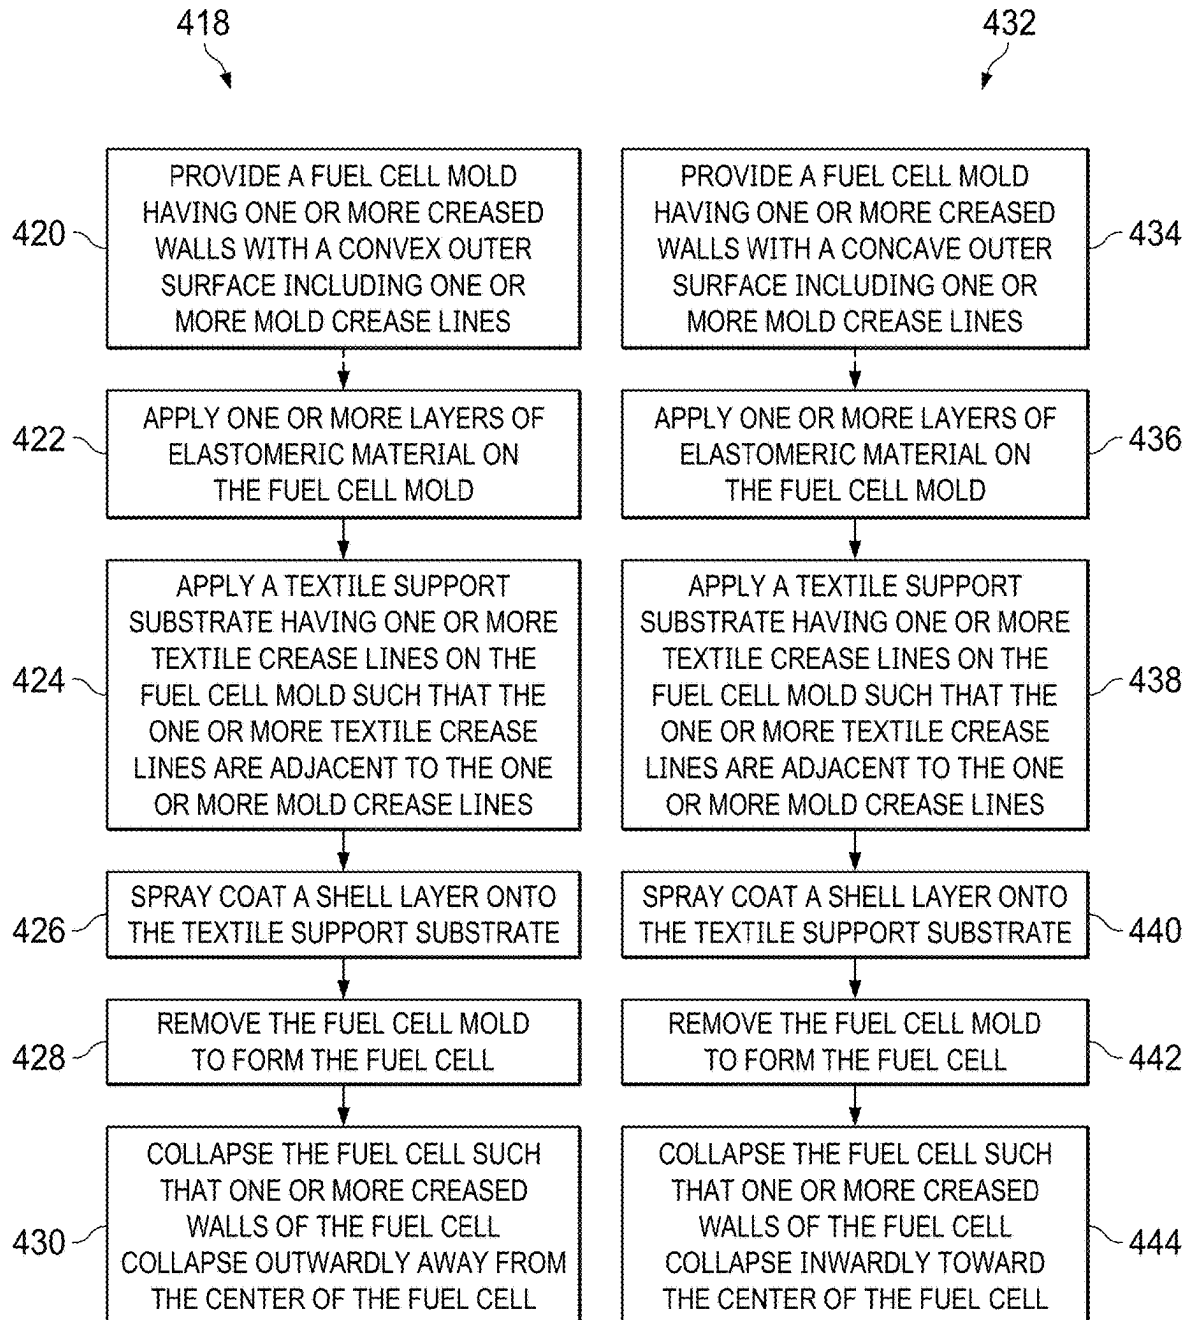 418
420
PROVIDE A FUEL CELL MOLD
HAVING ONE OR MORE CREASED
WALLS WITH A CONVEX OUTER
SURFACE INCLUDING ONE OR
MORE MOLD CREASE LINES
422
APPLY ONE OR MORE LAYERS OF
ELASTOMERIC MATERIAL ON
THE FUEL CELL MOLD
424
APPLY A TEXTILE SUPPORT
SUBSTRATE HAVING ONE OR MORE
TEXTILE CREASE LINES ON THE
FUEL CELL MOLD SUCH THAT THE
ONE OR MORE TEXTILE CREASE
LINES ARE ADJACENT TO THE ONE
OR MORE MOLD CREASE LINES
426
SPRAY COAT A SHELL LAYER ONTO
THE TEXTILE SUPPORT SUBSTRATE
428
REMOVE THE FUEL CELL MOLD
TO FORM THE FUEL CELL
430
COLLAPSE THE FUEL CELL SUCH
THAT ONE OR MORE CREASED
WALLS OF THE FUEL CELL
COLLAPSE OUTWARDLY AWAY FROM
THE CENTER OF THE FUEL CELL
432
PROVIDE A FUEL CELL MOLD
HAVING ONE OR MORE CREASED
WALLS WITH A CONCAVE OUTER
SURFACE INCLUDING ONE OR
MORE MOLD CREASE LINES
434
APPLY ONE OR MORE LAYERS OF
ELASTOMERIC MATERIAL ON
THE FUEL CELL MOLD
436
APPLY A TEXTILE SUPPORT
SUBSTRATE HAVING ONE OR MORE
TEXTILE CREASE LINES ON THE
FUEL CELL MOLD SUCH THAT THE
ONE OR MORE TEXTILE CREASE
LINES ARE ADJACENT TO THE ONE
OR MORE MOLD CREASE LINES
438
SPRAY COAT A SHELL LAYER ONTO
THE TEXTILE SUPPORT SUBSTRATE
440
REMOVE THE FUEL CELL MOLD
TO FORM THE FUEL CELL
442
COLLAPSE THE FUEL CELL SUCH
THAT ONE OR MORE CREASED
WALLS OF THE FUEL CELL
COLLAPSE INWARDLY TOWARD
THE CENTER OF THE FUEL CELL
444